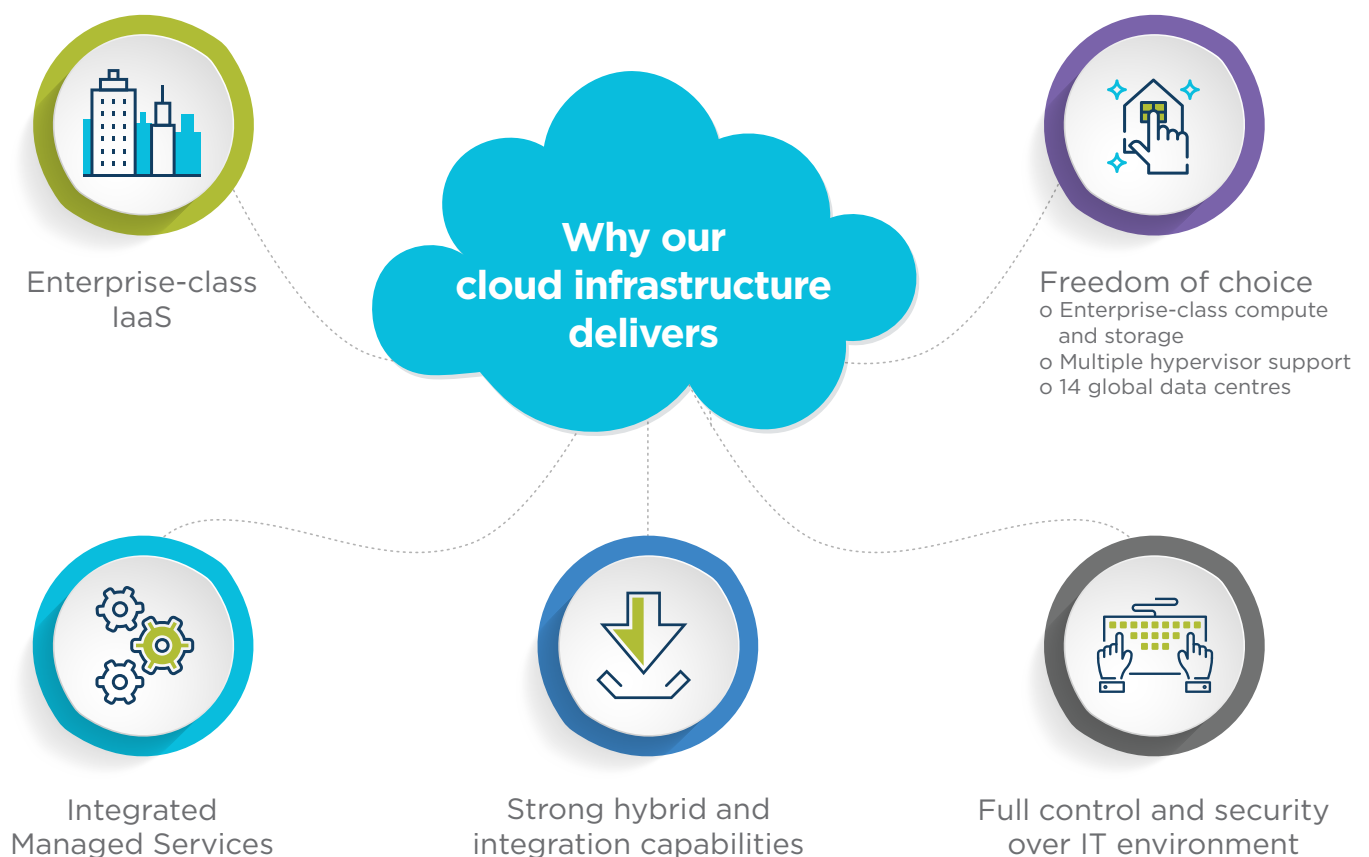 Why our
cloud infrastructure
delivers
Enterprise-class
IaaS
Freedom of choice
o Enterprise-class compute
and storage
o Multiple hypervisor support
o 14 global data centres
Integrated
Managed Services
Strong hybrid and
integration capabilities
Full control and security
over IT environment